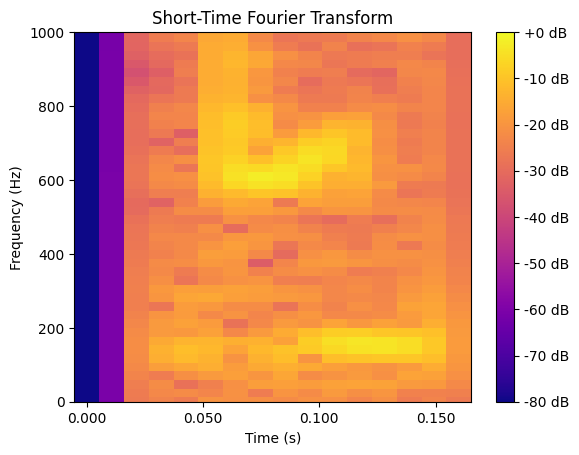 Short-Time Fourier Transform
1000
800
600
400
200
0
Frequency (Hz)
0.000
0.050
0.100
0.150
Time (s)
+0 dB
-10 dB
-20 dB
-30 dB
-40 dB
-50 dB
-60 dB
-70 dB
-80 dB